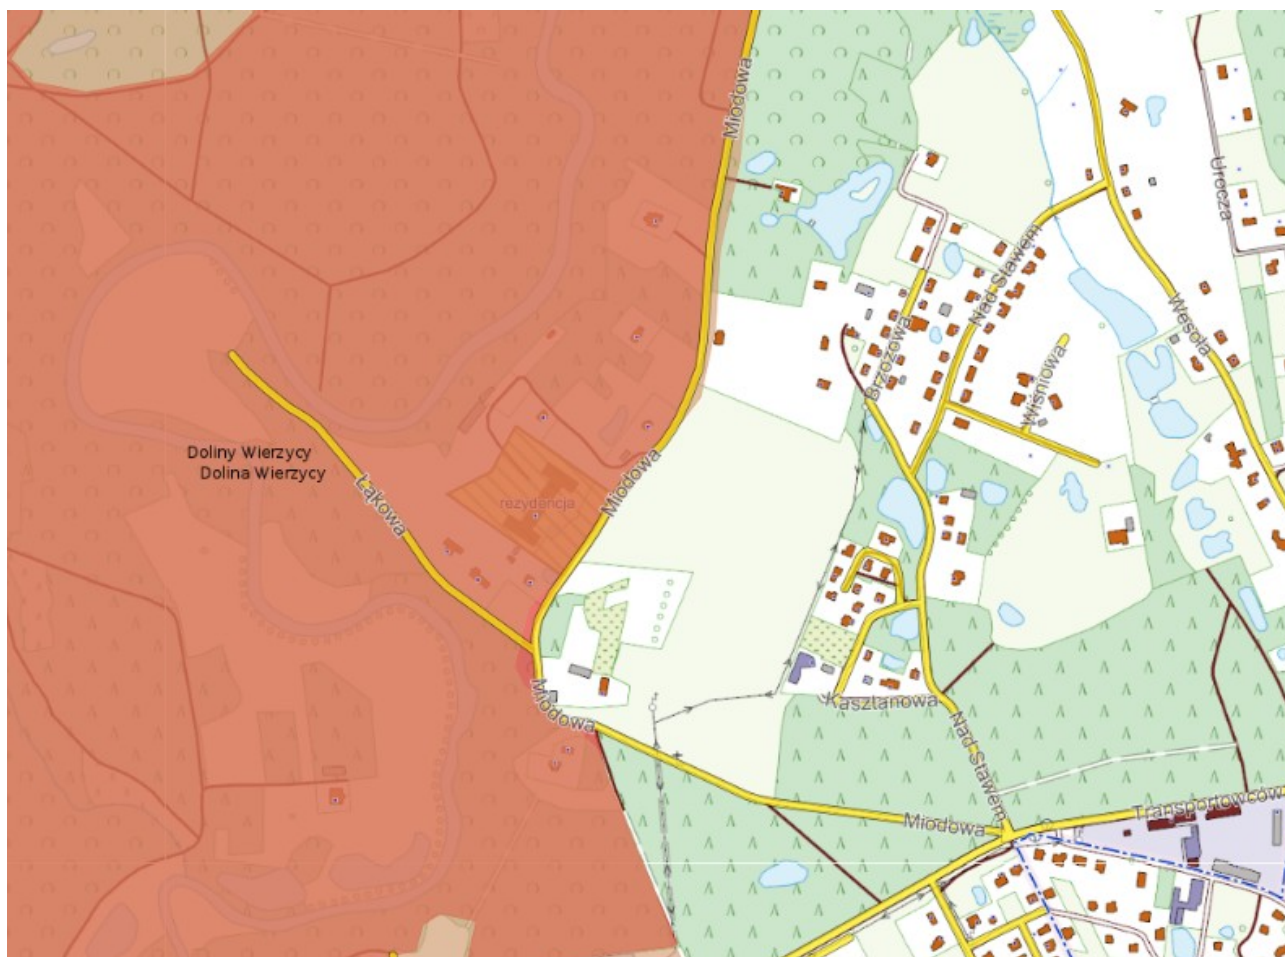 Miodowa
Urocza
Nad Stawem
Wesoła
Brzozowa
Wiśniowa
Doliny Wierzycy
Dolina Wierzycy
Łąkowa
rezydencja
Miodowa
Miodowa
Kasztanowa
Nad Stawem
Miodowa
Transportowców